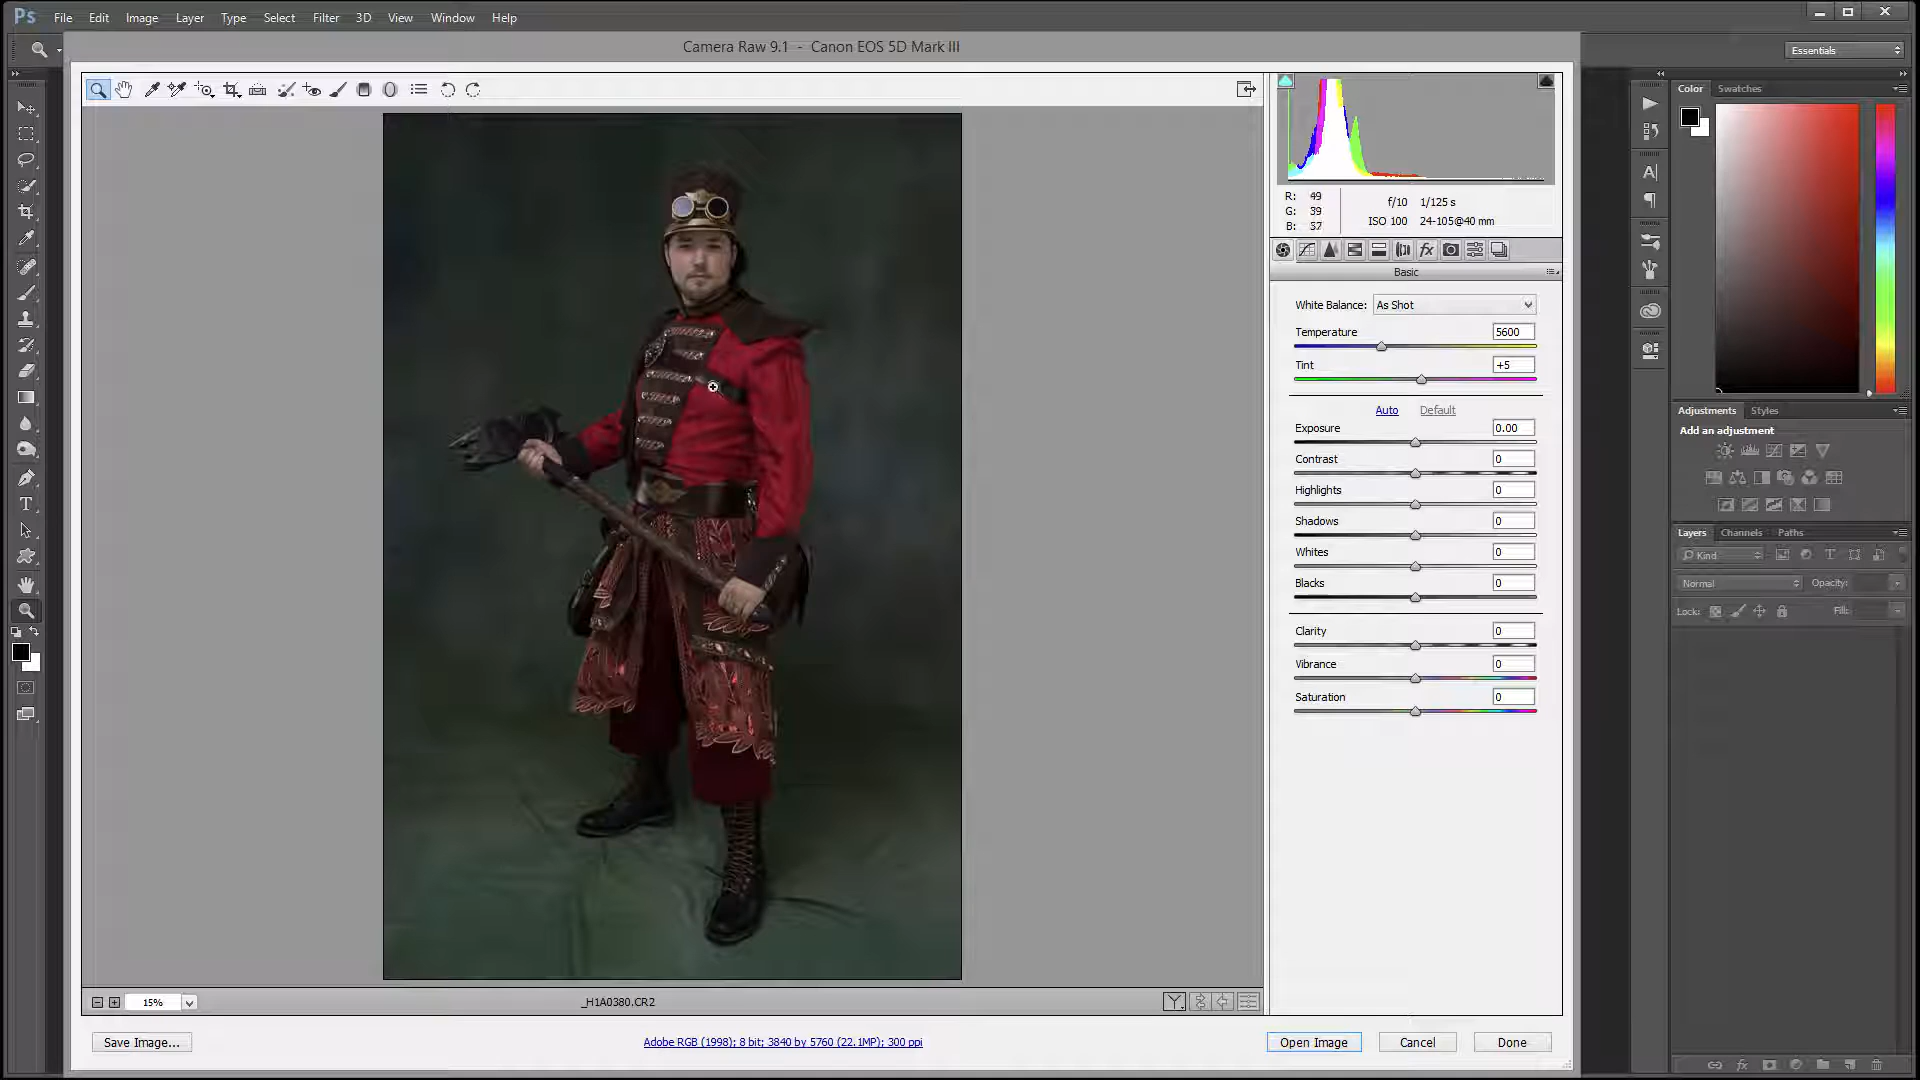 Ps File Edit Image Layer Type Select Filter 3D View Window Help
Camera Raw 9.1 - Canon EOS 5D Mark III
Essentials
R: 49
G: 39
B: 37
f/10 1/125 s
ISO 100 24-105@40 mm
Basic
White Balance: As Shot
Temperature 5600
Tint +5
Auto Default
Exposure 0.00
Contrast 0
Highlights 0
Shadows 0
Whites 0
Blacks 0
Clarity 0
Vibrance 0
Saturation 0
Color Swatches
Adjustments Styles
Add an adjustment
Layers Channels Paths
Kind
Normal Opacity:
Lock: Fill:
15%
_H1A0380.CR2
Save Image...
Adobe RGB (1998); 8 bit; 3840 by 5760 (22.1MP); 300 ppi
Open Image Cancel Done